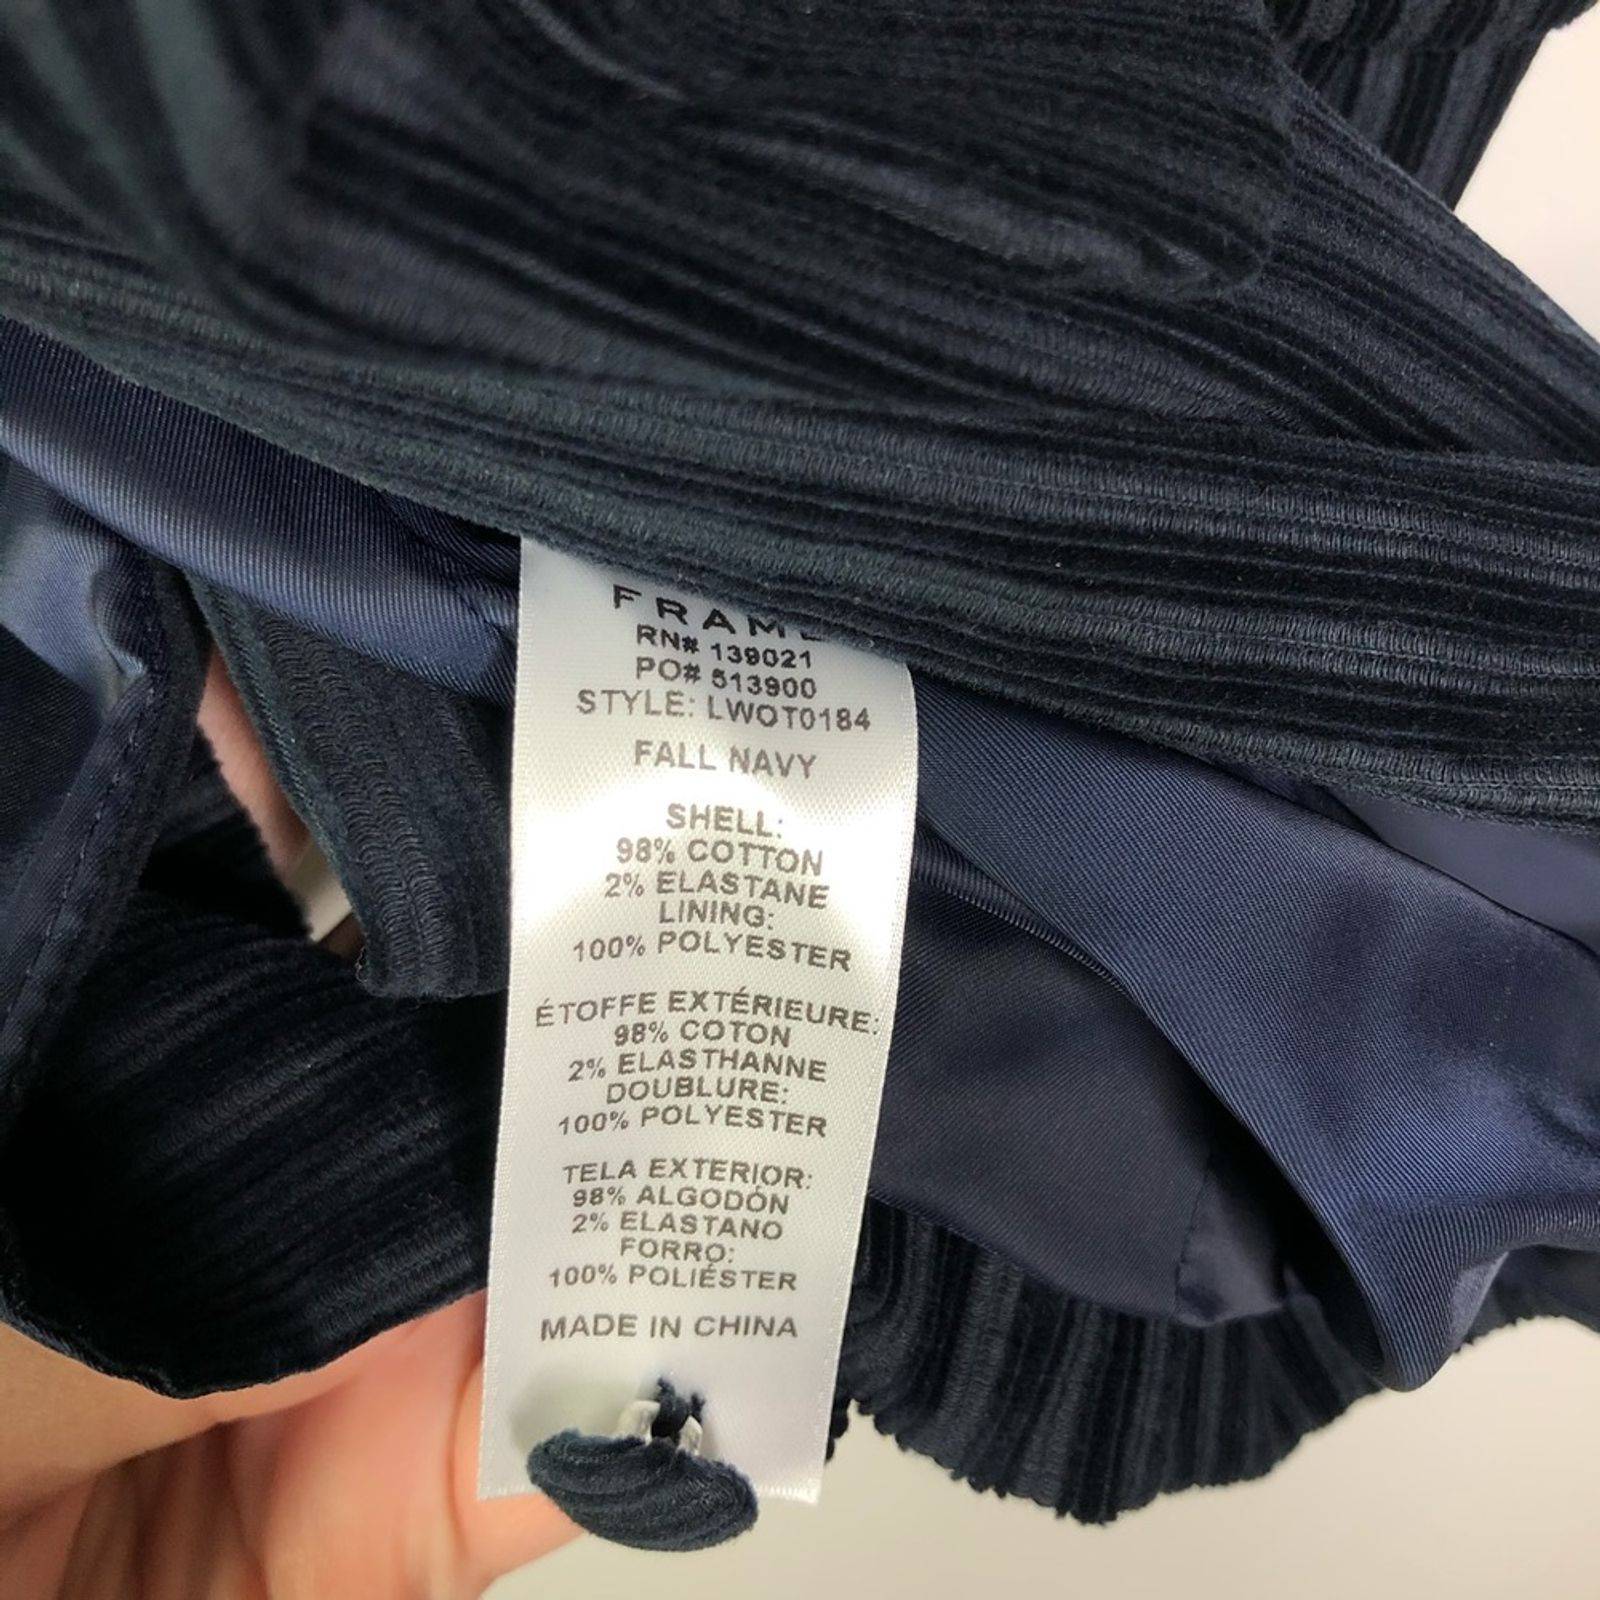 FRAME
RN# 139021
PO# 513900
STYLE: LWOT0184
FALL NAVY
SHELL:
98% COTTON
2% ELASTANE
LINING:
100% POLYESTER
ÉTOFFE EXTÉRIEURE:
98% COTON
2% ELASTHANNE
DOUBLURE:
100% POLYESTER
TELA EXTERIOR:
98% ALGODÓN
2% ELASTANO
FORRO:
100% POLIÉSTER
MADE IN CHINA